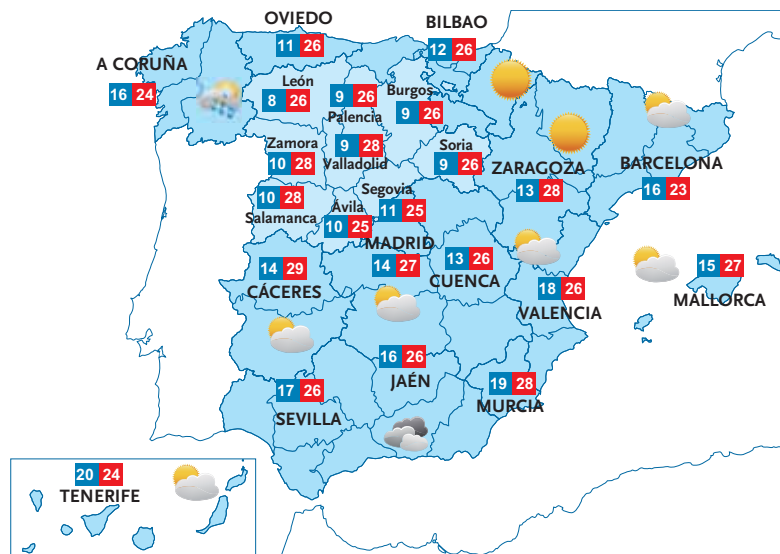 OVIEDO
11 26
BILBAO
12 26
A CORUÑA
16 24
León
8 26
9 26
Palencia
Burgos
9 26
Zamora
10 28
9 28
Valladolid
Soria
9 26
ZARAGOZA
13 28
BARCELONA
16 23
10 28
Salamanca
Ávila
10 25
Segovia
11 25
MADRID
14 27
13 26
CUENCA
14 29
CÁCERES
18 26
VALENCIA
15 27
MALLORCA
16 26
JAÉN
17 26
SEVILLA
19 28
MURCIA
20 24
TENERIFE